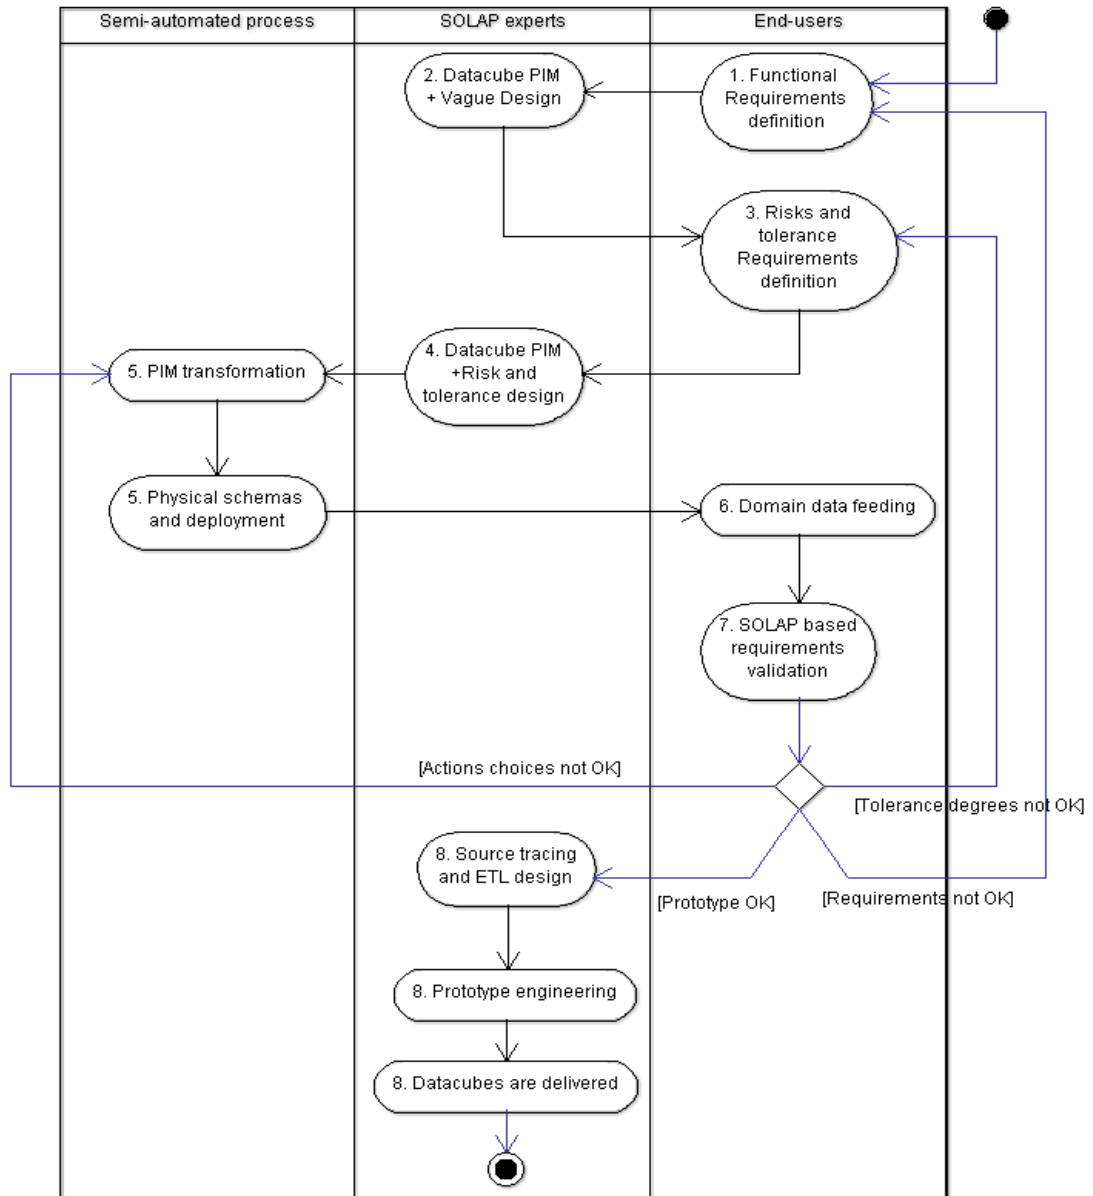 Semi-automated process
SOLAP experts
End-users
1. Functional
Requirements
definition
2. Datacube PIM
+ Vague Design
3. Risks and
tolerance
Requirements
definition
4. Datacube PIM
+Risk and
tolerance design
5. PIM transformation
5. Physical schemas
and deployment
6. Domain data feeding
7. SOLAP based
requirements
validation
[Actions choices not OK]
[Tolerance degrees not OK]
[Prototype OK]
[Requirements not OK]
8. Source tracing
and ETL design
8. Prototype engineering
8. Datacubes are delivered